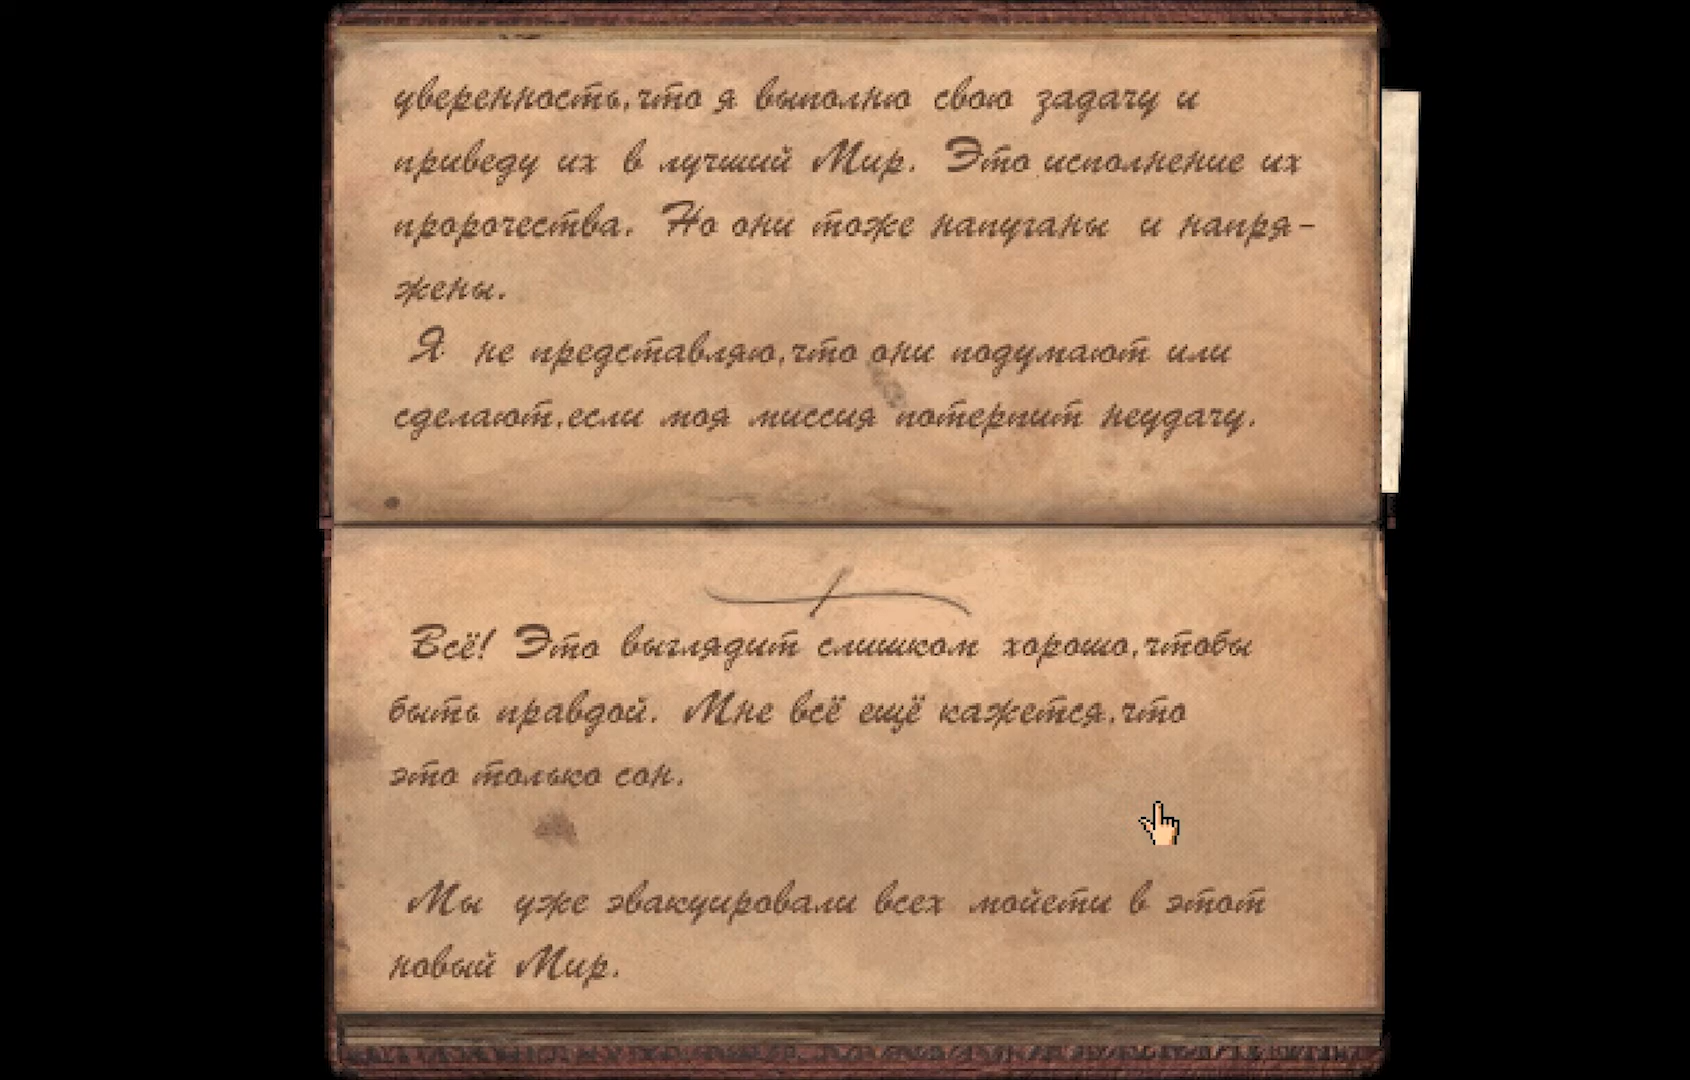 уверенность,что я выполню свою задачу и
приведу их в лучший Мир. Это исполнение их
пророчества. Но они тоже напуганы и напря-
жены.
Я не представляю,что они подумают или
сделают,если моя миссия потерпит неудачу.
Всё! Это выглядит слишком хорошо,чтобы
быть правдой. Мне всё ещё кажется,что
это только сон.
Мы уже эвакуировали всех мойети в этот
новый Мир.